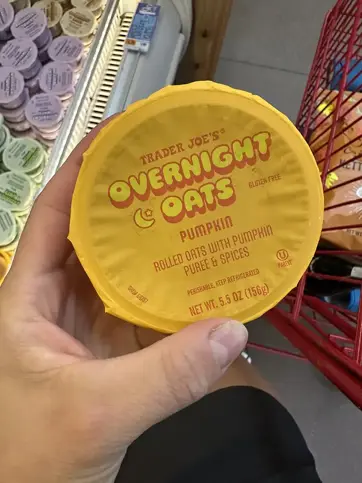 TRADER JOE'S®
OVERNIGHT
OATS
GLUTEN FREE
PUMPKIN
ROLLED OATS WITH PUMPKIN
PUREE & SPICES
PERISHABLE, KEEP REFRIGERATED
NET WT. 5.5 OZ (156g)
U